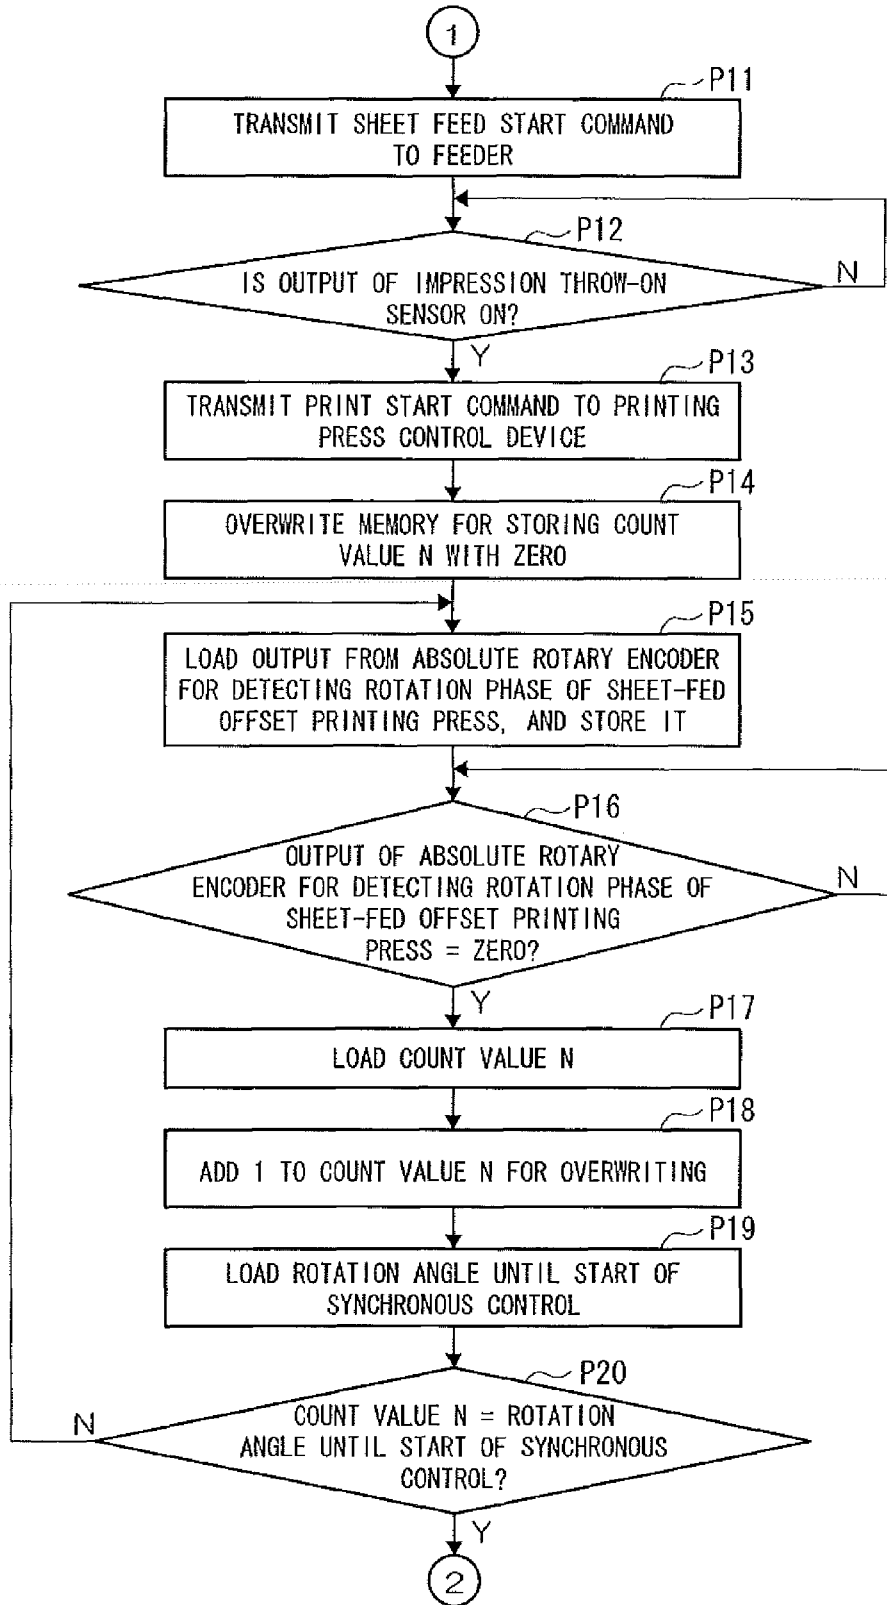 1
P11
TRANSMIT SHEET FEED START COMMAND
TO FEEDER
P12
N
IS OUTPUT OF IMPRESSION THROW-ON
SENSOR ON?
Y
P13
TRANSMIT PRINT START COMMAND TO PRINTING
PRESS CONTROL DEVICE
P14
OVERWRITE MEMORY FOR STORING COUNT
VALUE N WITH ZERO
P15
LOAD OUTPUT FROM ABSOLUTE ROTARY ENCODER
FOR DETECTING ROTATION PHASE OF SHEET-FED
OFFSET PRINTING PRESS, AND STORE IT
P16
OUTPUT OF ABSOLUTE ROTARY
ENCODER FOR DETECTING ROTATION PHASE OF
N
SHEET-FED OFFSET PRINTING
PRESS = ZERO?
Y
P17
LOAD COUNT VALUE N
P18
ADD 1 TO COUNT VALUE N FOR OVERWRITING
P19
LOAD ROTATION ANGLE UNTIL START OF
SYNCHRONOUS CONTROL
P20
N
COUNT VALUE N = ROTATION
ANGLE UNTIL START OF SYNCHRONOUS
CONTROL?
Y
2